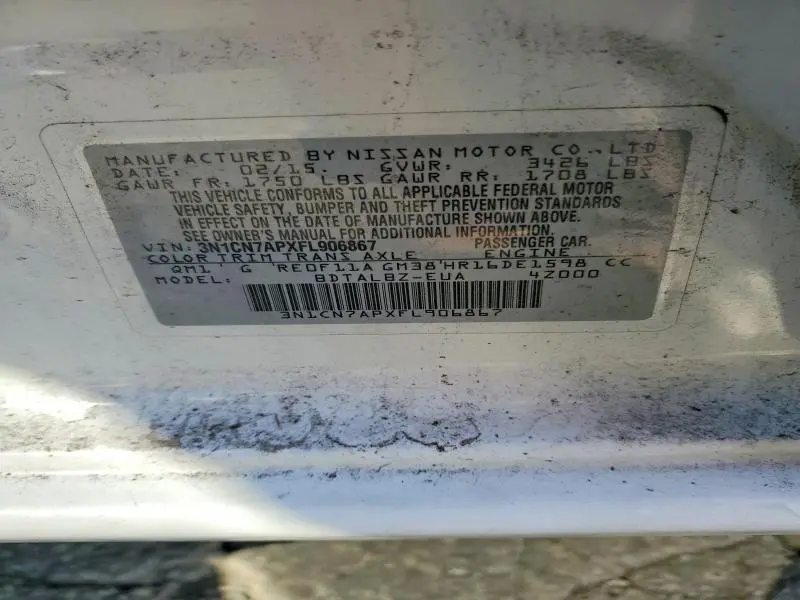 MANUFACTURED BY NISSAN MOTOR CO., LTD
DATE: 02/15. GVWR: 3426 LBS
GAWR FR: 1750 LBS GAWR RR: 1708 LBS
THIS VEHICLE CONFORMS TO ALL APPLICABLE FEDERAL MOTOR
VEHICLE SAFETY, BUMPER AND THEFT PREVENTION STANDARDS
IN EFFECT ON THE DATE OF MANUFACTURE SHOWN ABOVE.
SEE OWNER'S MANUAL FOR ADDITIONAL INFORMATION.
VIN: 3N1CN7APXFL906867 PASSENGER CAR.
COLOR TRIM TRANS AXLE ENGINE
QM1 G RE0F11A GM38 HR16DE1598 CC
MODEL: BDTALBZ-EUA 4Z000
3N1CN7APXFL906867